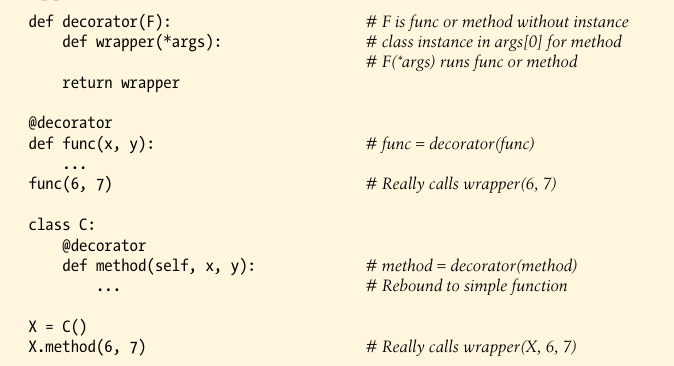 def decorator(F): # F is func or method without instance
    def wrapper(*args): # class instance in args[0] for method
# F(*args) runs func or method
    return wrapper
@decorator
def func(x, y): # func = decorator(func)
    ...
func(6, 7) # Really calls wrapper(6, 7)
class C:
    @decorator
    def method(self, x, y): # method = decorator(method)
        ... # Rebound to simple function
X = C()
X.method(6, 7) # Really calls wrapper(X, 6, 7)